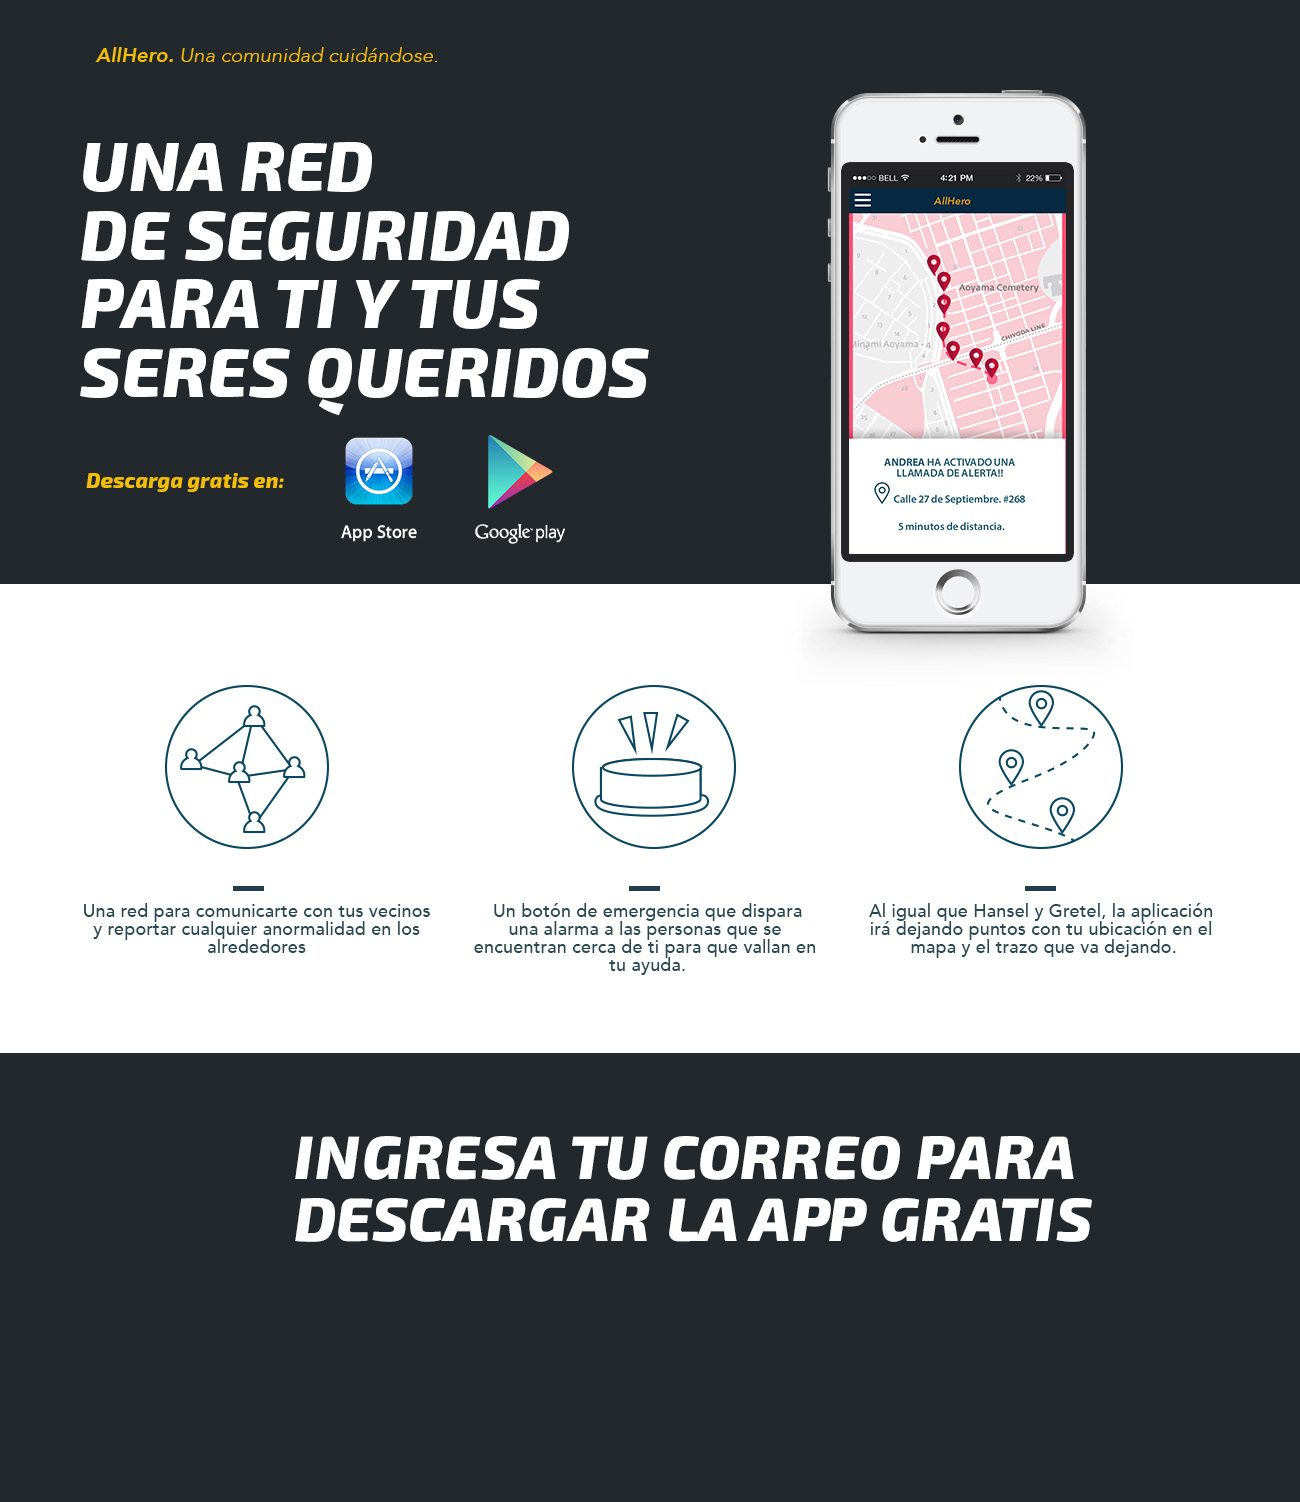 AllHero. Una comunidad cuidándose.
UNA RED
DE SEGURIDAD
PARA TI Y TUS
SERES QUERIDOS
Descarga gratis en:
App Store
Google play
BELL
4:21 PM
22%
AllHero
Aoyama Cemetery
CHIYODA LINE
Minami Aoyama - 4
ANDREA HA ACTIVADO UNA
LLAMADA DE ALERTA!!
Calle 27 de Septiembre. #268
5 minutos de distancia.
Una red para comunicarte con tus vecinos
y reportar cualquier anormalidad en los
alrededores
Un botón de emergencia que dispara
una alarma a las personas que se
encuentran cerca de ti para que vallan en
tu ayuda.
Al igual que Hansel y Gretel, la aplicación
irá dejando puntos con tu ubicación en el
mapa y el trazo que va dejando.
INGRESA TU CORREO PARA
DESCARGAR LA APP GRATIS